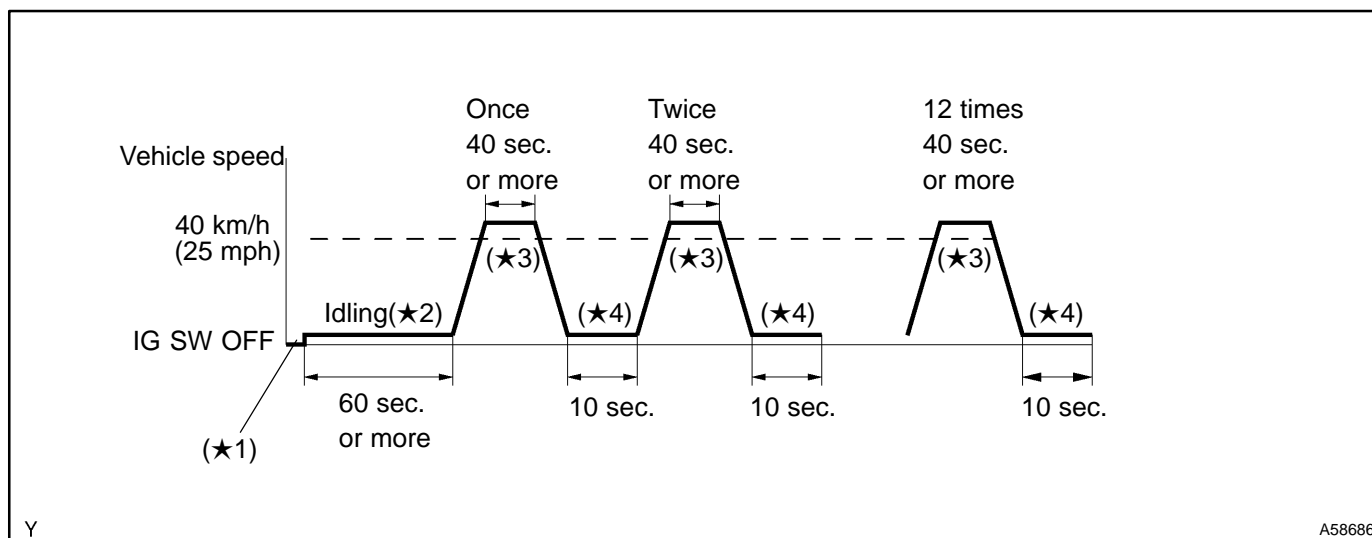 Once
40 sec.
or more
Twice
40 sec.
or more
12 times
40 sec.
or more
Vehicle speed
40 km/h
(25 mph)
(★3)
(★3)
(★3)
Idling(★2)
(★4)
(★4)
(★4)
IG SW OFF
60 sec.
or more
10 sec.
10 sec.
10 sec.
(★1)
Y
A58686